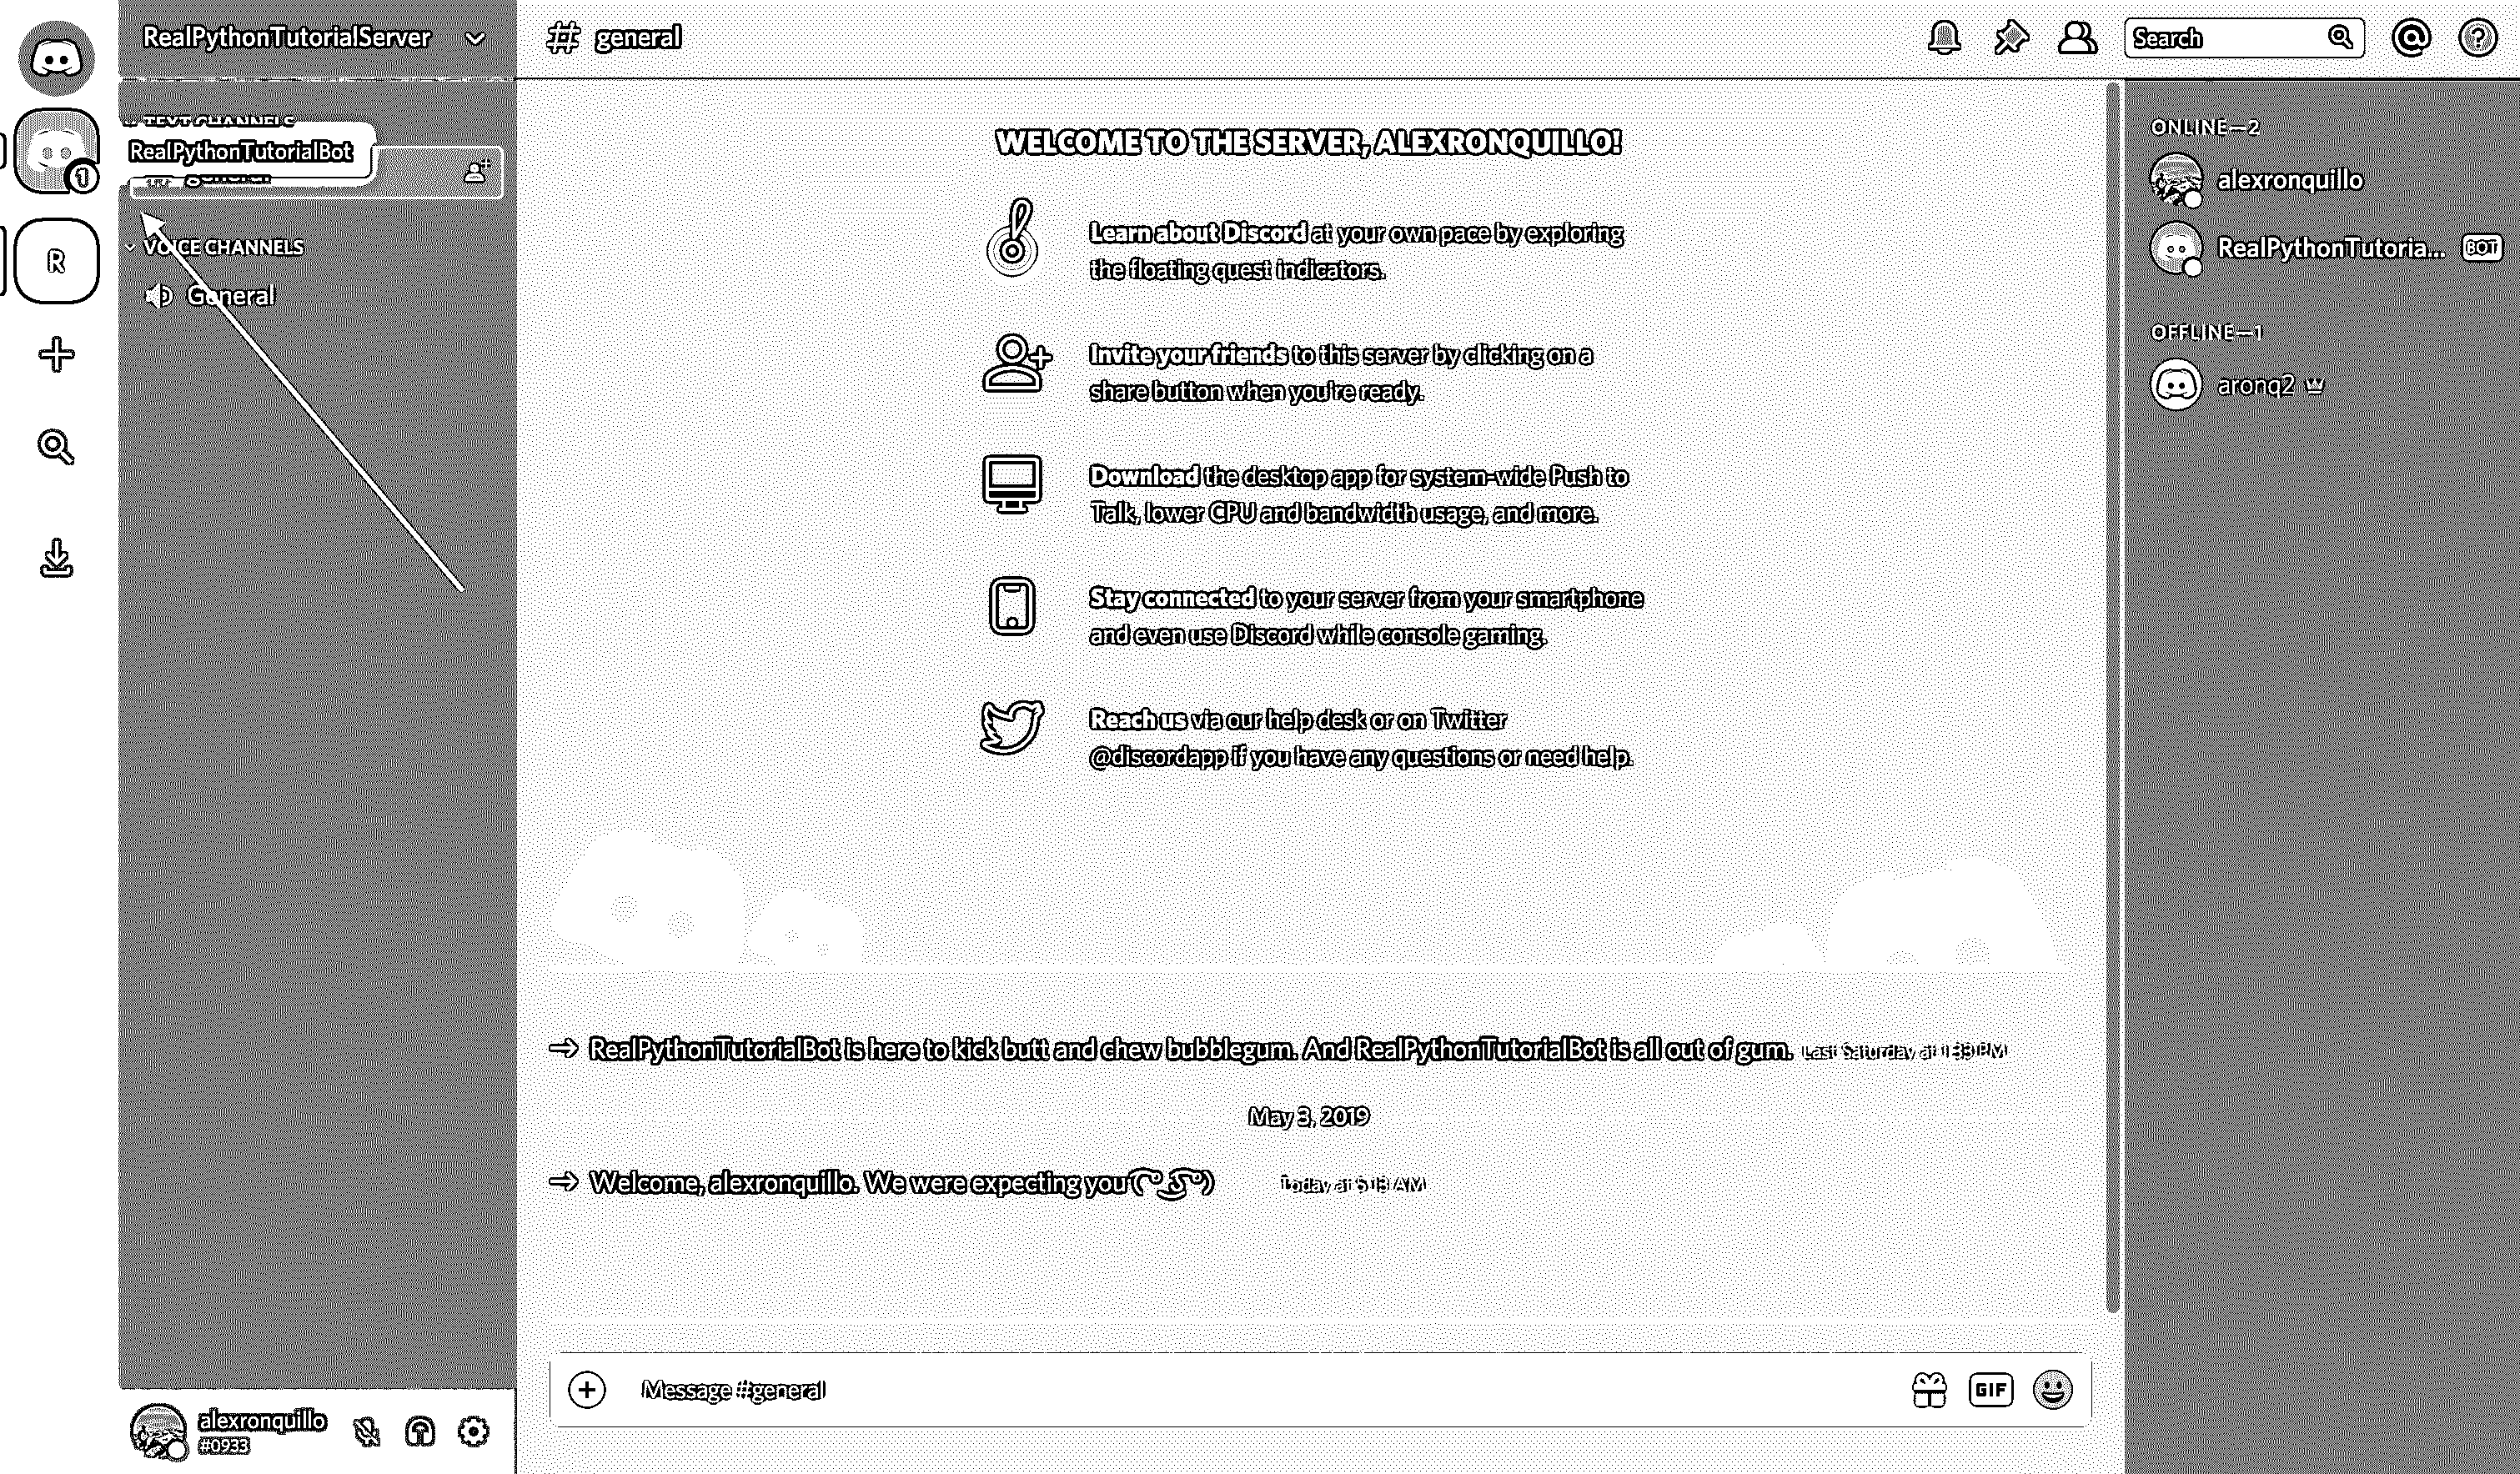 RealPythonTutorialServer
general
Search
TEXT CHANNELS
RealPythonTutorialBot
general
VOICE CHANNELS
General
1
R
WELCOME TO THE SERVER, ALEXRONQUILLO!
Learn about Discord at your own pace by exploring
the floating quest indicators.
Invite your friends to this server by clicking on a
share button when you're ready.
Download the desktop app for system-wide Push to
Talk, lower CPU and bandwidth usage, and more.
Stay connected to your server from your smartphone
and even use Discord while console gaming.
Reach us via our help desk or on Twitter
@discordapp if you have any questions or need help.
RealPythonTutorialBot is here to kick butt and chew bubblegum. And RealPythonTutorialBot is all out of gum. Last Saturday at 1:33 PM
May 3, 2019
Welcome, alexronquillo. We were expecting you ( ͡° ͜ʖ ͡°) Today at 5:13 AM
Message #general
GIF
alexronquillo
#0933
ONLINE—2
alexronquillo
RealPythonTutoria... BOT
OFFLINE—1
aronq2